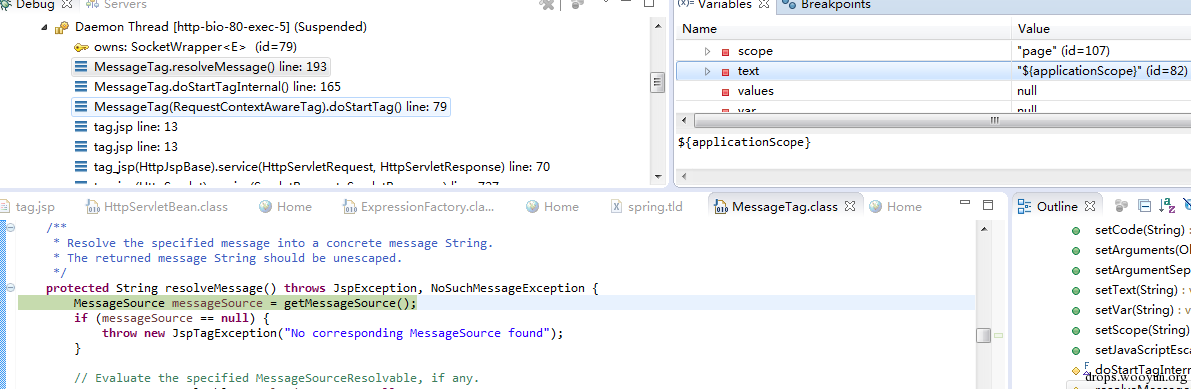 Debug
Servers
Daemon Thread [http-bio-80-exec-5] (Suspended)
owns: SocketWrapper<E> (id=79)
MessageTag.resolveMessage() line: 193
MessageTag.doStartTagInternal() line: 165
MessageTag(RequestContextAwareTag).doStartTag() line: 79
tag.jsp line: 13
tag.jsp line: 13
tag_jsp(HttpJspBase).service(HttpServletRequest, HttpServletResponse) line: 70
(x)= Variables
Breakpoints
Name Value
scope "page" (id=107)
text "${applicationScope}" (id=82)
values null
var null
${applicationScope}
tag.jsp
HttpServletBean.class
Home
ExpressionFactory.cla...
Home
spring.tld
MessageTag.class
Home
/**
* Resolve the specified message into a concrete message String.
* The returned message String should be unescaped.
*/
protected String resolveMessage() throws JspException, NoSuchMessageException {
MessageSource messageSource = getMessageSource();
if (messageSource == null) {
throw new JspTagException("No corresponding MessageSource found");
}
// Evaluate the specified MessageSourceResolvable, if any.
Outline
setCode(String) : v
setArguments(Ob
setArgumentSep
setText(String) : v
setVar(String) : v
setScope(String) :
setJavaScriptEsca
doStartTagIntern
resolveMessage
drops.wooyun.org